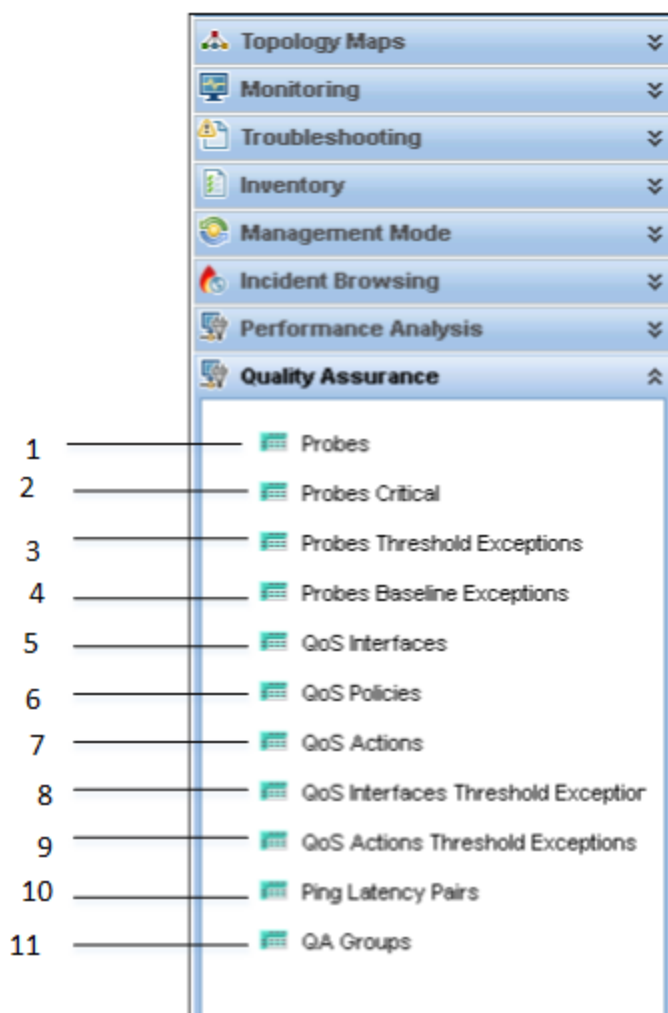 Topology Maps
Monitoring
Troubleshooting
Inventory
Management Mode
Incident Browsing
Performance Analysis
Quality Assurance
1 Probes
2 Probes Critical
3 Probes Threshold Exceptions
4 Probes Baseline Exceptions
5 QoS Interfaces
6 QoS Policies
7 QoS Actions
8 QoS Interfaces Threshold Exception
9 QoS Actions Threshold Exceptions
10 Ping Latency Pairs
11 QA Groups